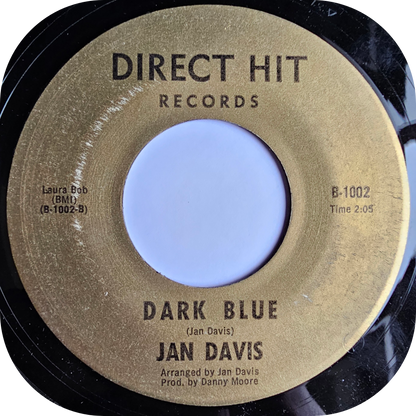 DIRECT HIT
RECORDS
Laura Bob
(BMI)
(B-1002-B)
B-1002
Time 2:05
DARK BLUE
(Jan Davis)
JAN DAVIS
Arranged by Jan Davis
Prod. by Danny Moore